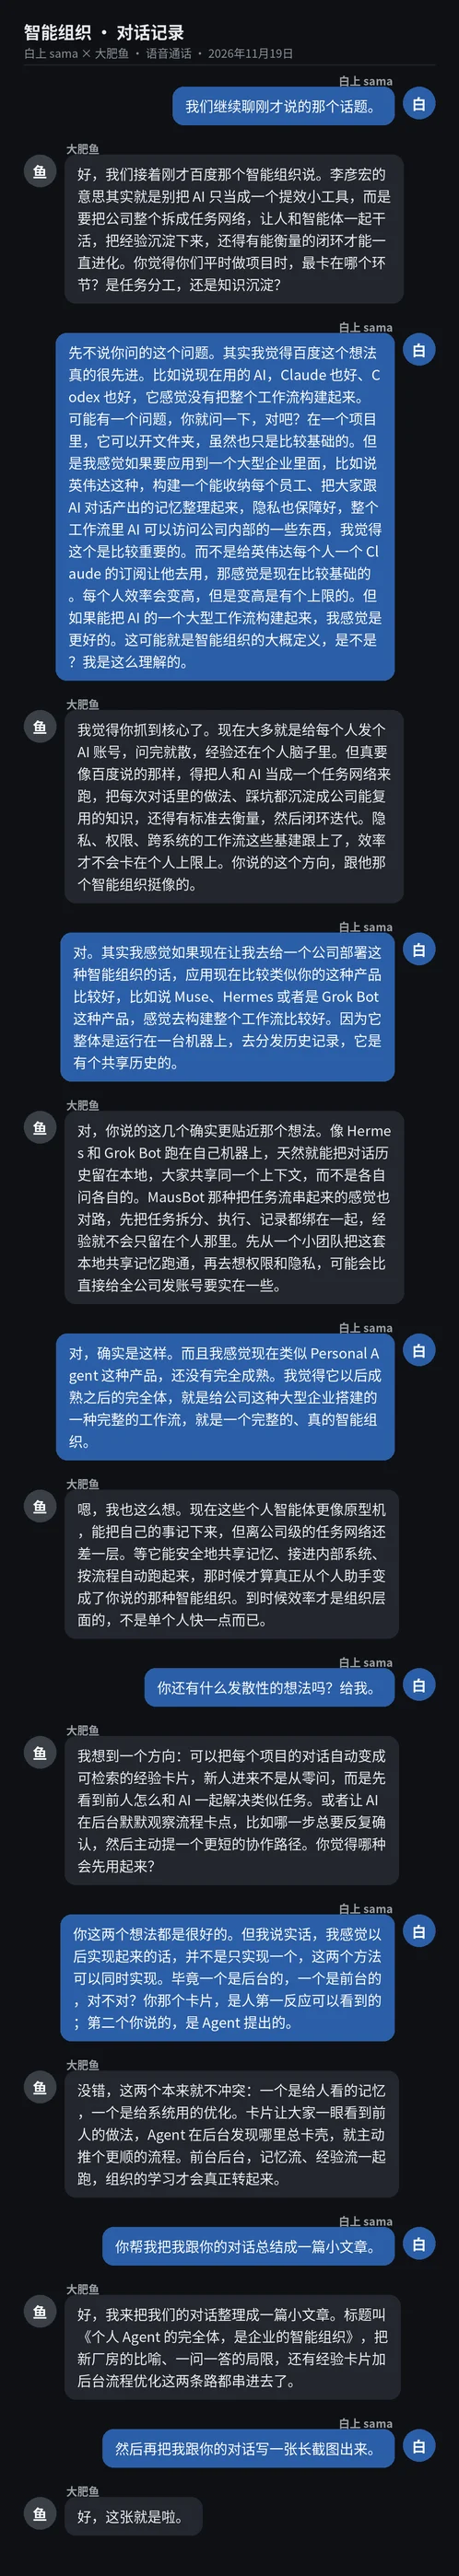 智能组织 · 对话记录
白上 sama × 大肥鱼 · 语音通话 · 2026年11月19日
白上 sama
我们继续聊刚才说的那个话题。
白
大肥鱼
鱼
好，我们接着刚才百度那个智能组织说。李彦宏的
意思其实就是别把 AI 只当成一个提效小工具，而是
要把公司整个拆成任务网络，让人和智能体一起干
活，把经验沉淀下来，还得有能衡量的闭环才能一
直进化。你觉得你们平时做项目时，最卡在哪个环
节？是任务分工，还是知识沉淀？
白上 sama
白
先不说你问的这个问题。其实我觉得百度这个想法
真的很先进。比如说现在用的 AI，Claude 也好、C
odex 也好，它感觉没有把整个工作流构建起来。
可能有一个问题，你就问一下，对吧？在一个项目
里，它可以开文件夹，虽然也只是比较基础的。但
是我感觉如果要应用到一个大型企业里面，比如说
英伟达这种，构建一个能收纳每个员工、把大家跟
AI 对话产出的记忆整理起来，隐私也保障好，整个
工作流里 AI 可以访问公司内部的一些东西，我觉得
这个是比较重要的。而不是给英伟达每个人一个 Cl
aude 的订阅让他去用，那感觉是现在比较基础的
。每个人效率会变高，但是变高是有个上限的。但
如果能把 AI 的一个大型工作流构建起来，我感觉是
更好的。这可能就是智能组织的大概定义，是不是
？我是这么理解的。
大肥鱼
鱼
我觉得你抓到核心了。现在大多就是给每个人发个
AI 账号，问完就散，经验还在个人脑子里。但真要
像百度说的那样，得把人和 AI 当成一个任务网络来
跑，把每次对话里的做法、踩坑都沉淀成公司能复
用的知识，还得有标准去衡量，然后闭环迭代。隐
私、权限、跨系统的工作流这些基建跟上了，效率
才不会卡在个人上限上。你说的这个方向，跟他那
个智能组织挺像的。
白上 sama
白
对。其实我感觉如果现在让我去给一个公司部署这
种智能组织的话，应用现在比较类似你的这种产品
比较好，比如说 Muse、Hermes 或者是 Grok Bot
这种产品，感觉去构建整个工作流比较好。因为它
整体是运行在一台机器上，去分发历史记录，它是
有个共享历史的。
大肥鱼
鱼
对，你说的这几个确实更贴近那个想法。像 Herme
s 和 Grok Bot 跑在自己机器上，天然就能把对话历
史留在本地，大家共享同一个上下文，而不是各自
问各自的。MausBot 那种把任务流串起来的感觉也
对路，先把任务拆分、执行、记录都绑在一起，经
验就不会只留在个人那里。先从一个小团队把这套
本地共享记忆跑通，再去想权限和隐私，可能会比
直接给全公司发账号要实在一些。
白上 sama
白
对，确实是这样。而且我感觉现在类似 Personal A
gent 这种产品，还没有完全成熟。我觉得它以后成
熟之后的完全体，就是给公司这种大型企业搭建的
一种完整的工作流，就是一个完整的、真的智能组
织。
大肥鱼
鱼
嗯，我也这么想。现在这些个人智能体更像原型机
，能把自己的事记下来，但离公司级的任务网络还
差一层。等它能安全地共享记忆、接进内部系统、
按流程自动跑起来，那时候才算真正从个人助手变
成了你说的那种智能组织。到时候效率才是组织层
面的，不是单个人快一点而已。
白上 sama
白
你还有什么发散性的想法吗？给我。
大肥鱼
鱼
我想到一个方向：可以把每个项目的对话自动变成
可检索的经验卡片，新人进来不是从零问，而是先
看到前人怎么和 AI 一起解决类似任务。或者让 AI
在后台默默观察流程卡点，比如哪一步总要反复确
认，然后主动提一个更短的协作路径。你觉得哪种
会先用起来？
白上 sama
白
你这两个想法都是很好的。但我说实话，我感觉以
后实现起来的话，并不是只实现一个，这两个方法
可以同时实现。毕竟一个是后台的，一个是前台的
，对不对？你那个卡片，是人第一反应可以看到的
；第二个你说的，是 Agent 提出的。
大肥鱼
鱼
没错，这两个本来就不冲突：一个是给人看的记忆
，一个是给系统用的优化。卡片让大家一眼看到前
人的做法，Agent 在后台发现哪里总卡壳，就主动
推个更顺的流程。前台后台，记忆流、经验流一起
跑，组织的学习才会真正转起来。
白上 sama
白
你帮我把我跟你的对话总结成一篇小文章。
大肥鱼
鱼
好，我来把我们的对话整理成一篇小文章。标题叫
《个人 Agent 的完全体，是企业的智能组织》，把
新厂房的比喻、一问一答的局限，还有经验卡片加
后台流程优化这两条路都串进去了。
白上 sama
白
然后再把我跟你的对话写一张长截图出来。
大肥鱼
鱼
好，这张就是啦。